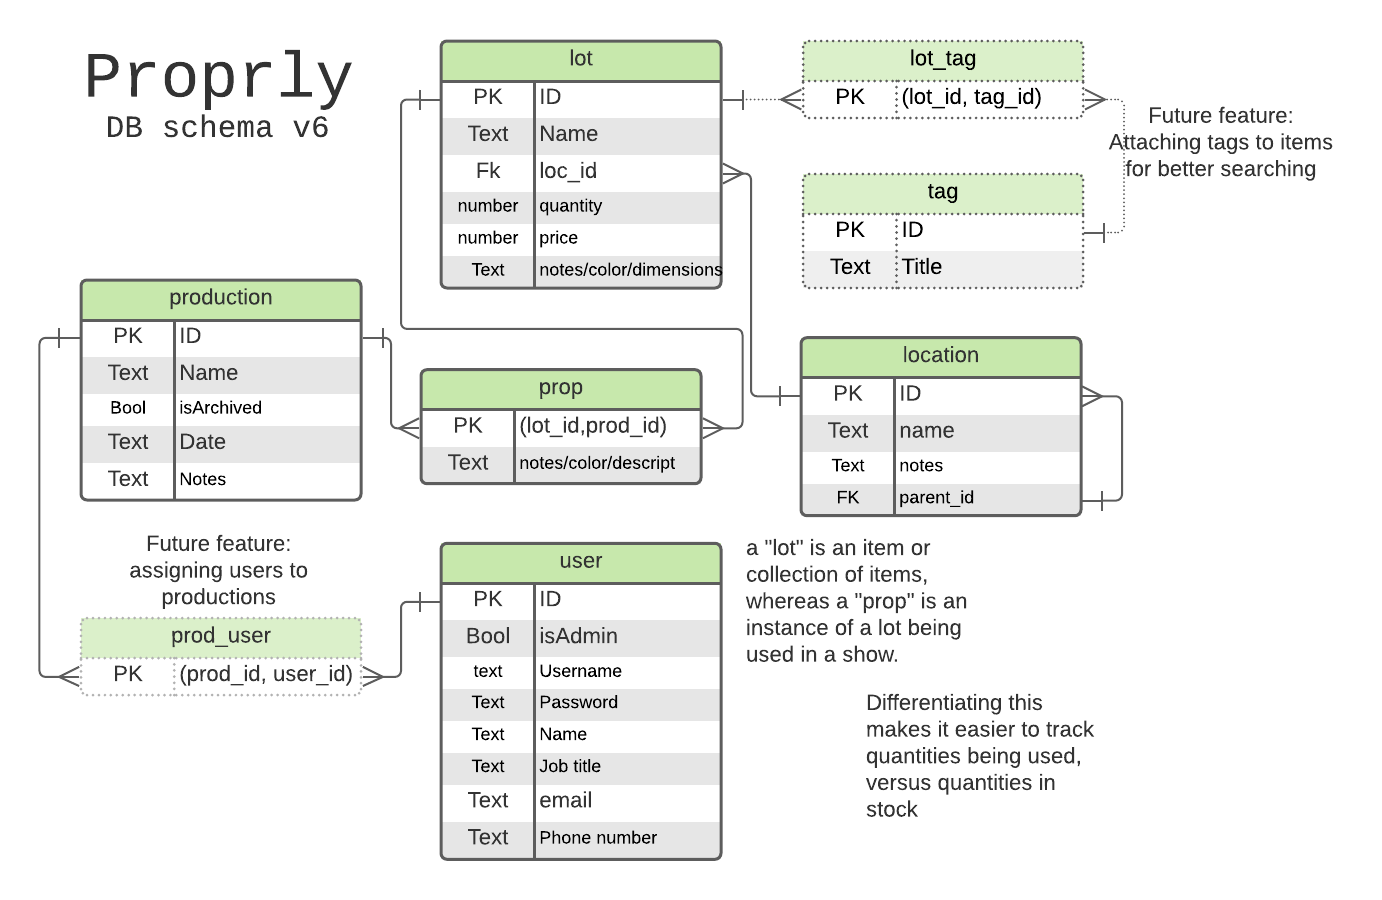 Proprly
DB schema v6
lot
PK ID
Text Name
Fk loc_id
number quantity
number price
Text notes/color/dimensions
lot_tag
PK (lot_id, tag_id)
Future feature:
Attaching tags to items
for better searching
tag
PK ID
Text Title
production
PK ID
Text Name
Bool isArchived
Text Date
Text Notes
prop
PK (lot_id,prod_id)
Text notes/color/descript
location
PK ID
Text name
Text notes
FK parent_id
Future feature:
assigning users to
productions
prod_user
PK (prod_id, user_id)
user
PK ID
Bool isAdmin
text Username
Text Password
Text Name
Text Job title
Text email
Text Phone number
a "lot" is an item or
collection of items,
whereas a "prop" is an
instance of a lot being
used in a show.
Differentiating this
makes it easier to track
quantities being used,
versus quantities in
stock